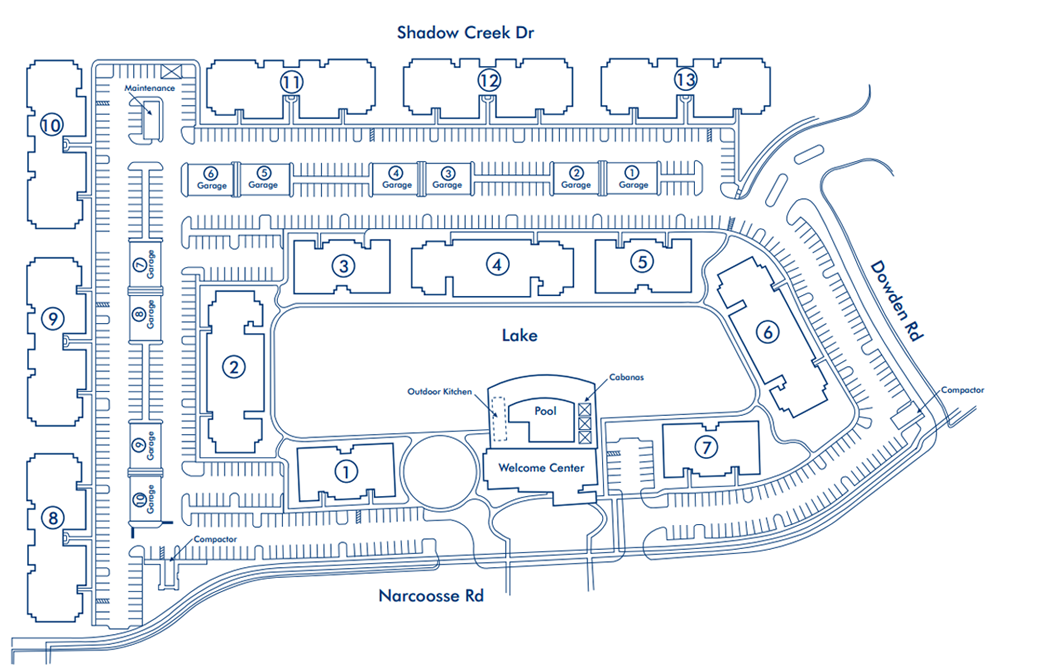 Shadow Creek Dr
11
12
13
Maintenance
10
6
Garage
5
Garage
4
Garage
3
Garage
2
Garage
1
Garage
7
Garage
3
4
5
Dowden Rd
8
Garage
9
6
Lake
2
Cabanas
Outdoor Kitchen
Compactor
Pool
9
Garage
7
1
Welcome Center
10
Garage
8
Compactor
Narcoosse Rd